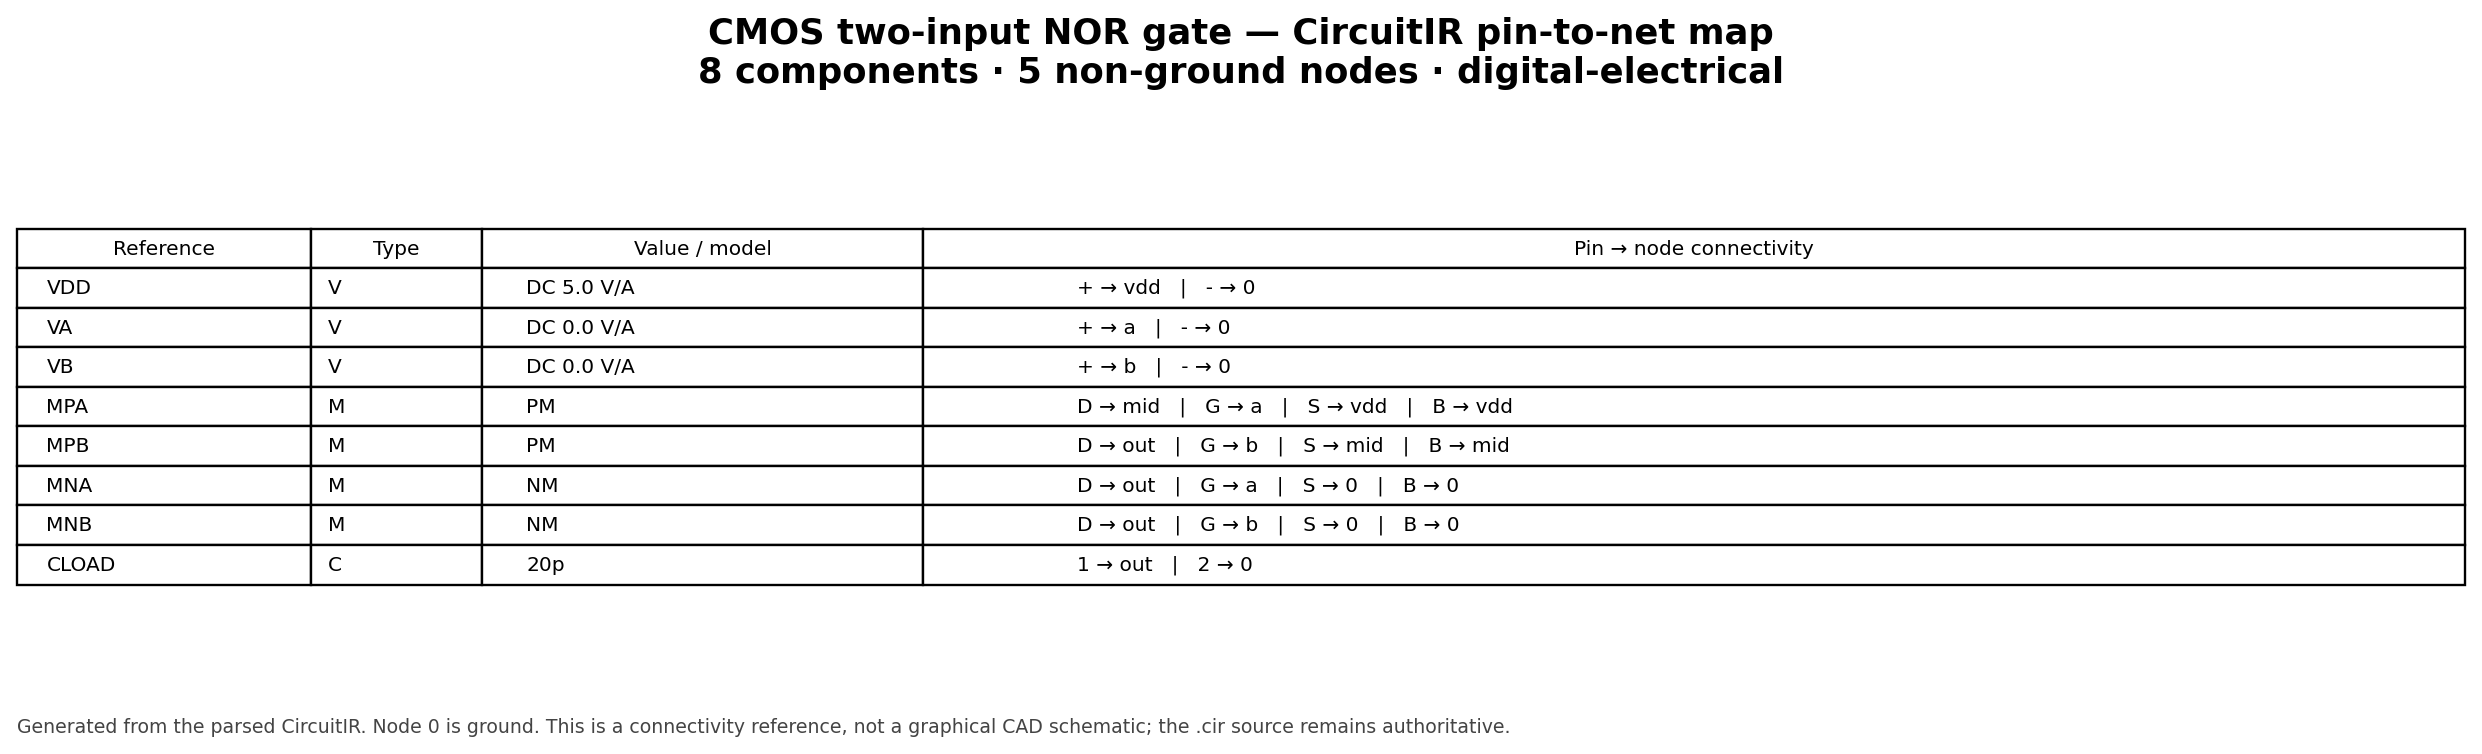 CMOS two-input NOR gate — CircuitIR pin-to-net map
8 components · 5 non-ground nodes · digital-electrical
Reference Type Value / model Pin → node connectivity
VDD V DC 5.0 V/A + → vdd | - → 0
VA V DC 0.0 V/A + → a | - → 0
VB V DC 0.0 V/A + → b | - → 0
MPA M PM D → mid | G → a | S → vdd | B → vdd
MPB M PM D → out | G → b | S → mid | B → mid
MNA M NM D → out | G → a | S → 0 | B → 0
MNB M NM D → out | G → b | S → 0 | B → 0
CLOAD C 20p 1 → out | 2 → 0
Generated from the parsed CircuitIR. Node 0 is ground. This is a connectivity reference, not a graphical CAD schematic; the .cir source remains authoritative.